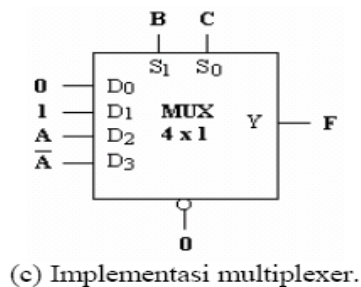 B C
S₁ S₀
0 D₀
1 D₁ MUX
A D₂ 4 x 1 Y F
A̅ D₃
0
(c) Implementasi multiplexer.